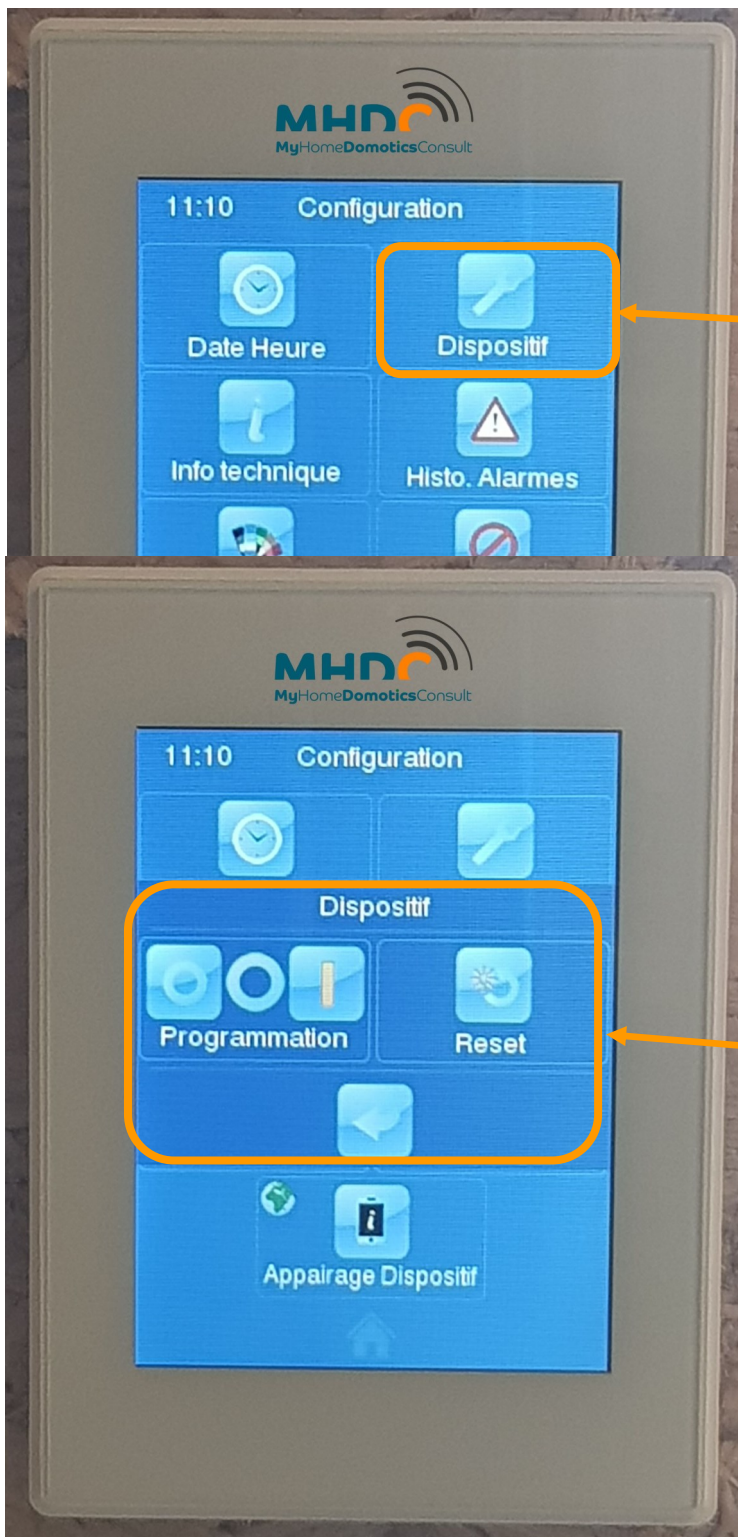 MHDC
MyHomeDomoticsConsult
11:10 Configuration
Date Heure Dispositif
Info technique Histo. Alarmes
MHDC
MyHomeDomoticsConsult
11:10 Configuration
Dispositif
Programmation Reset
Appairage Dispositif